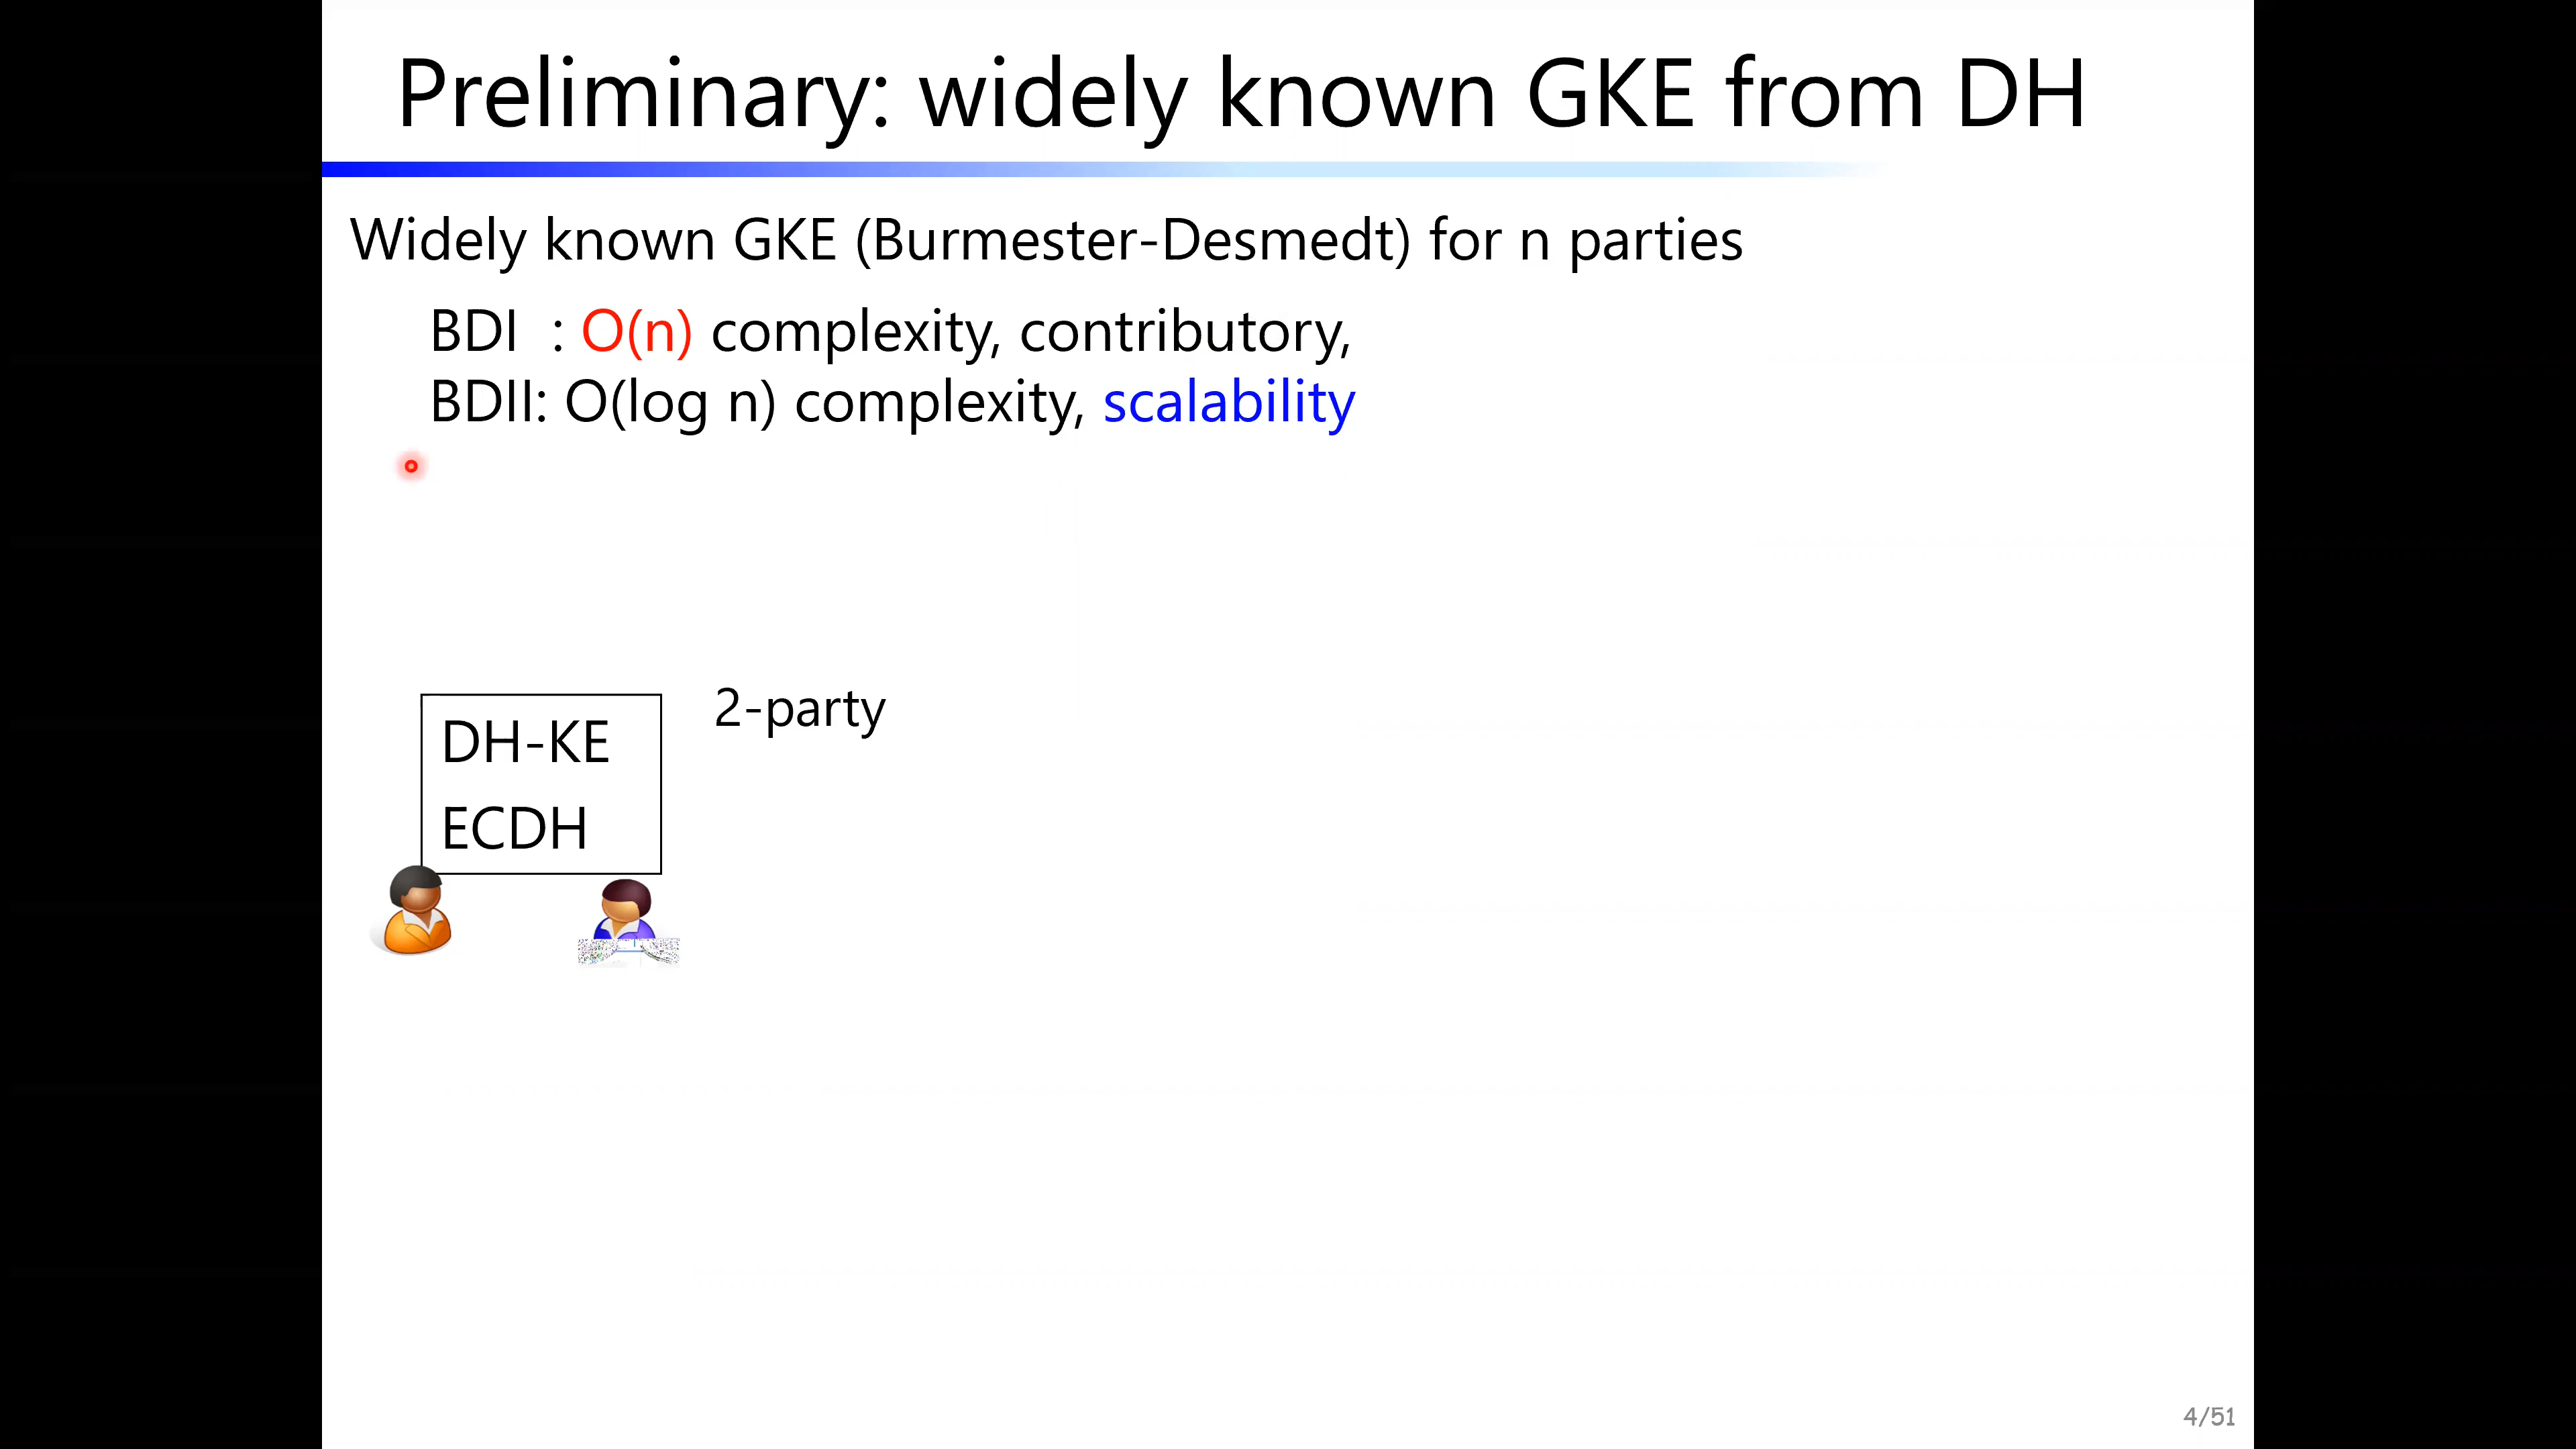 Preliminary: widely known GKE from DH
Widely known GKE (Burmester-Desmedt) for n parties
BDI : O(n) complexity, contributory,
BDII: O(log n) complexity, scalability
2-party
DH-KE
ECDH
4/51